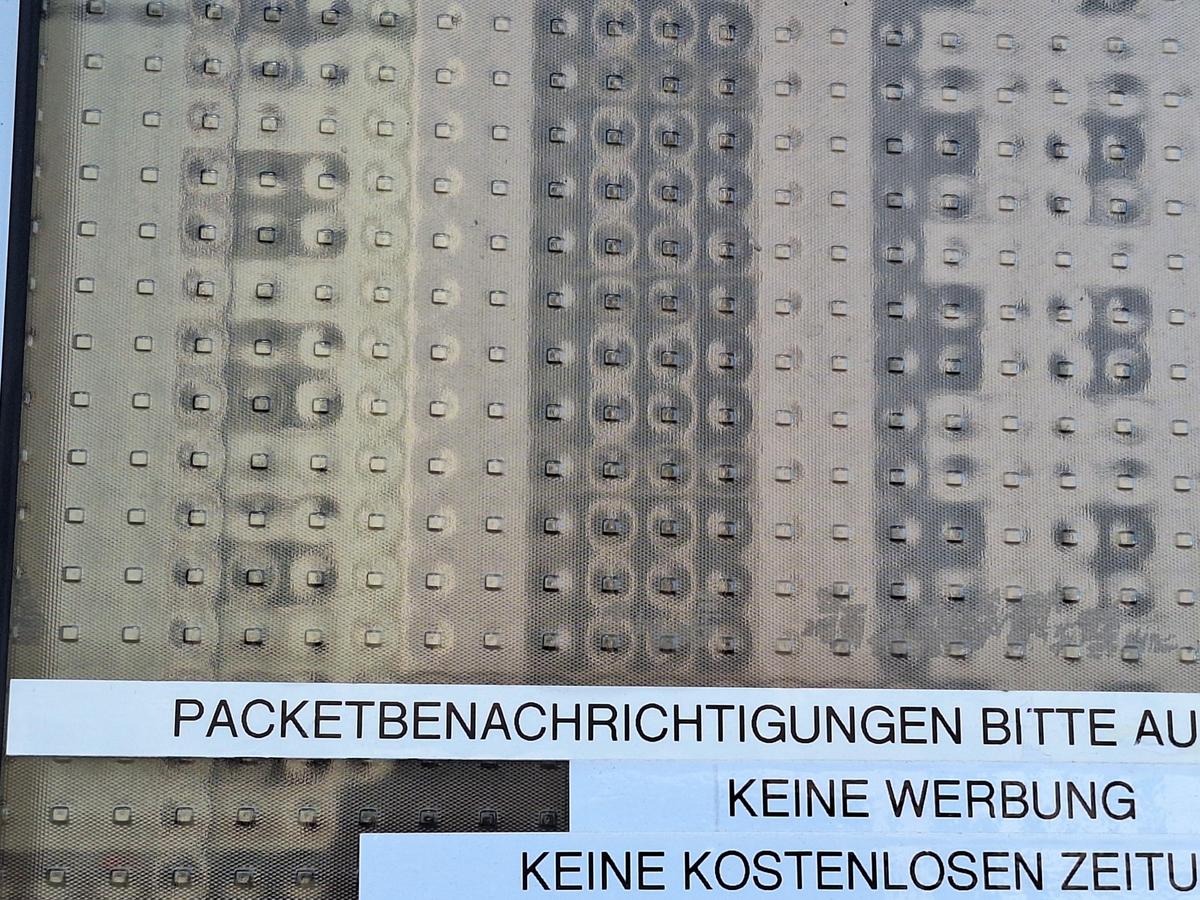 PACKETBENACHRICHTIGUNGEN BITTE AU
KEINE WERBUNG
KEINE KOSTENLOSEN ZEITU